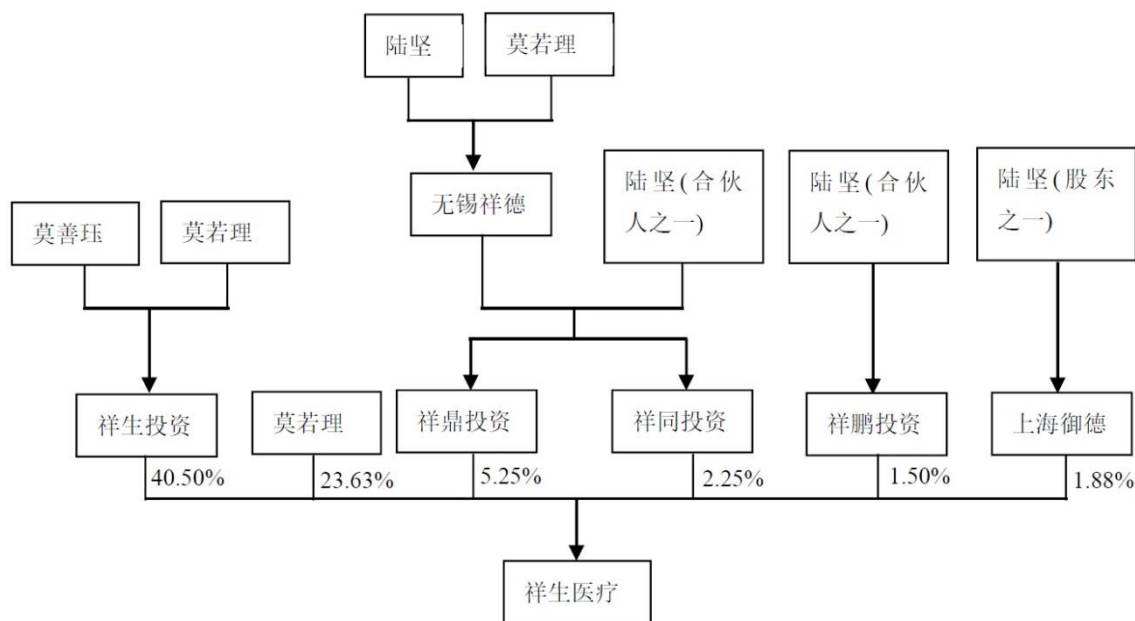 陆坚
莫若理
无锡祥德
陆坚(合伙
人之一)
陆坚(合伙
人之一)
陆坚(股东
之一)
莫善珏
莫若理
祥生投资
莫若理
祥鼎投资
祥同投资
祥鹏投资
上海御德
40.50%
23.63%
5.25%
2.25%
1.50%
1.88%
祥生医疗